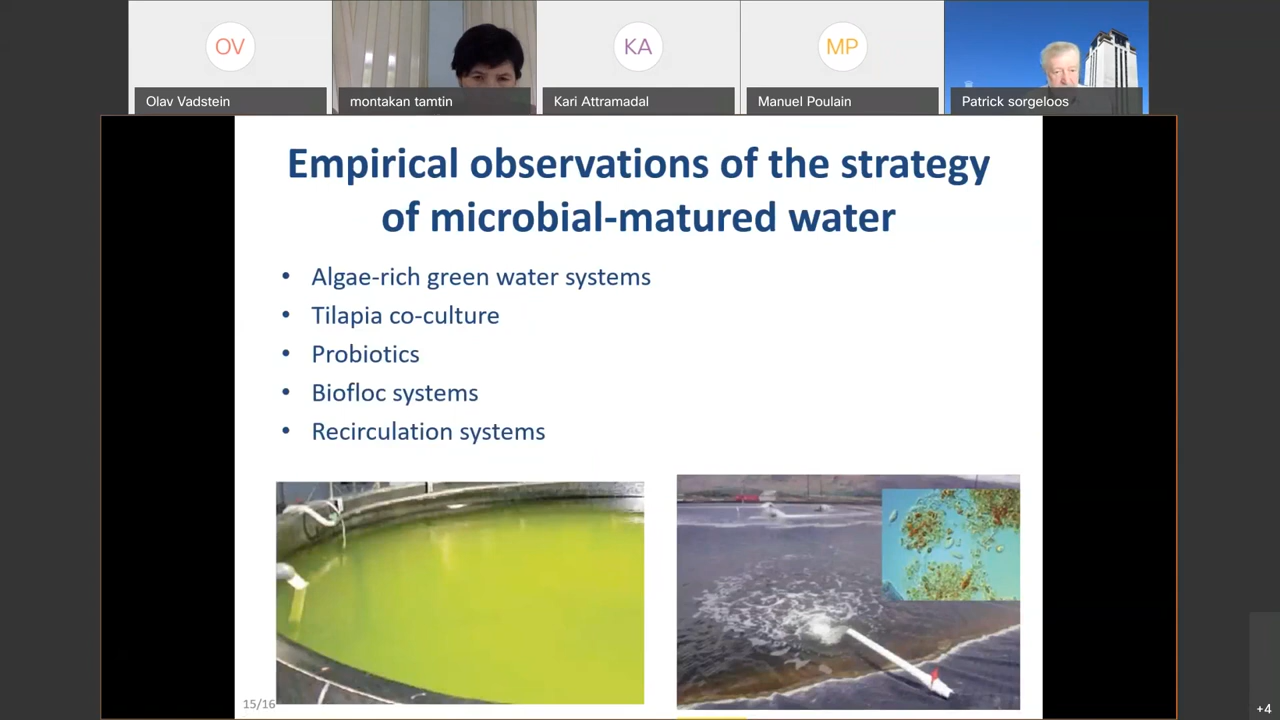 OV
KA
MP
Olav Vadstein
montakan tamtin
Kari Attramadal
Manuel Poulain
Patrick sorgeloos
Empirical observations of the strategy
of microbial-matured water
• Algae-rich green water systems
• Tilapia co-culture
• Probiotics
• Biofloc systems
• Recirculation systems
15/16
+4